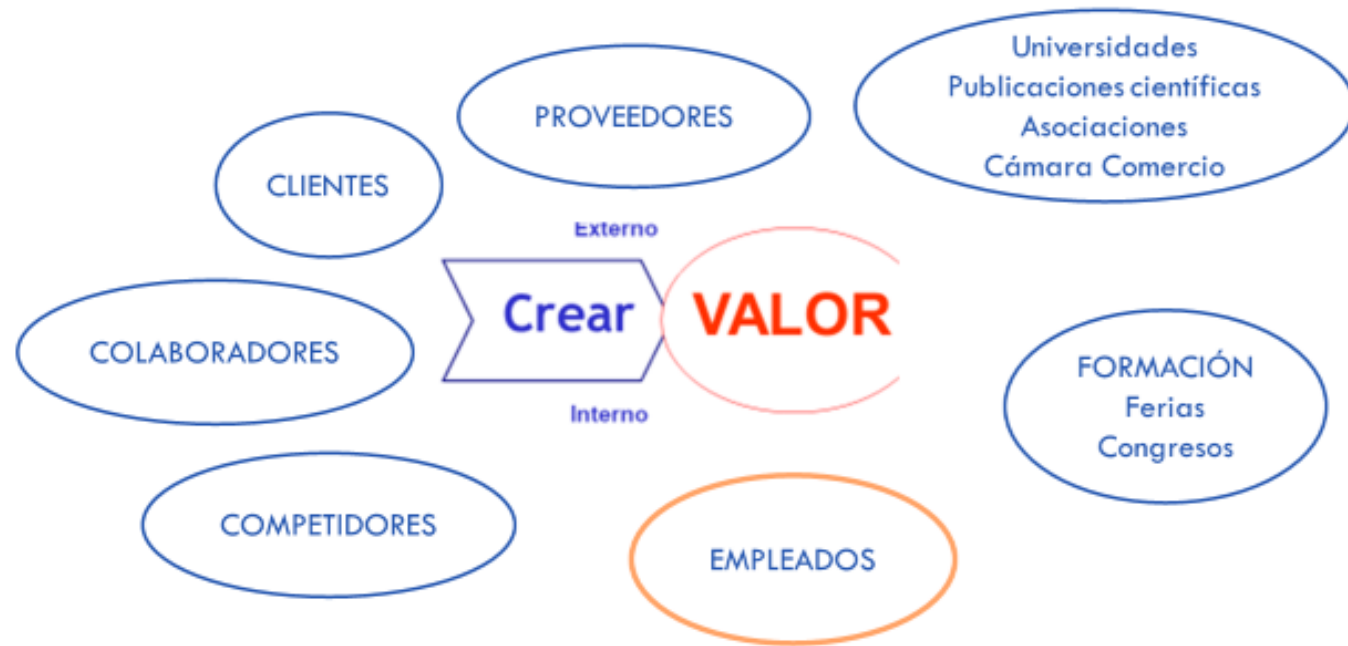 Universidades
Publicaciones científicas
Asociaciones
Cámara Comercio
PROVEEDORES
CLIENTES
Externo
Crear VALOR
Interno
COLABORADORES
FORMACIÓN
Ferias
Congresos
COMPETIDORES
EMPLEADOS